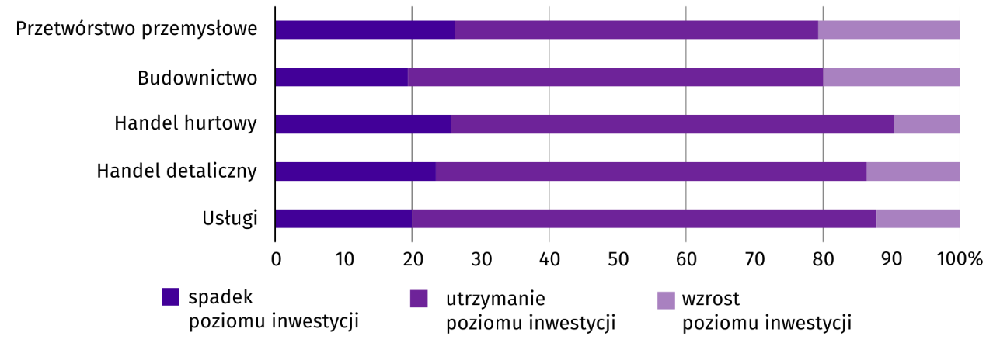 Przetwórstwo przemysłowe
Budownictwo
Handel hurtowy
Handel detaliczny
Usługi
0 10 20 30 40 50 60 70 80 90 100%
spadek
poziomu inwestycji
utrzymanie
poziomu inwestycji
wzrost
poziomu inwestycji